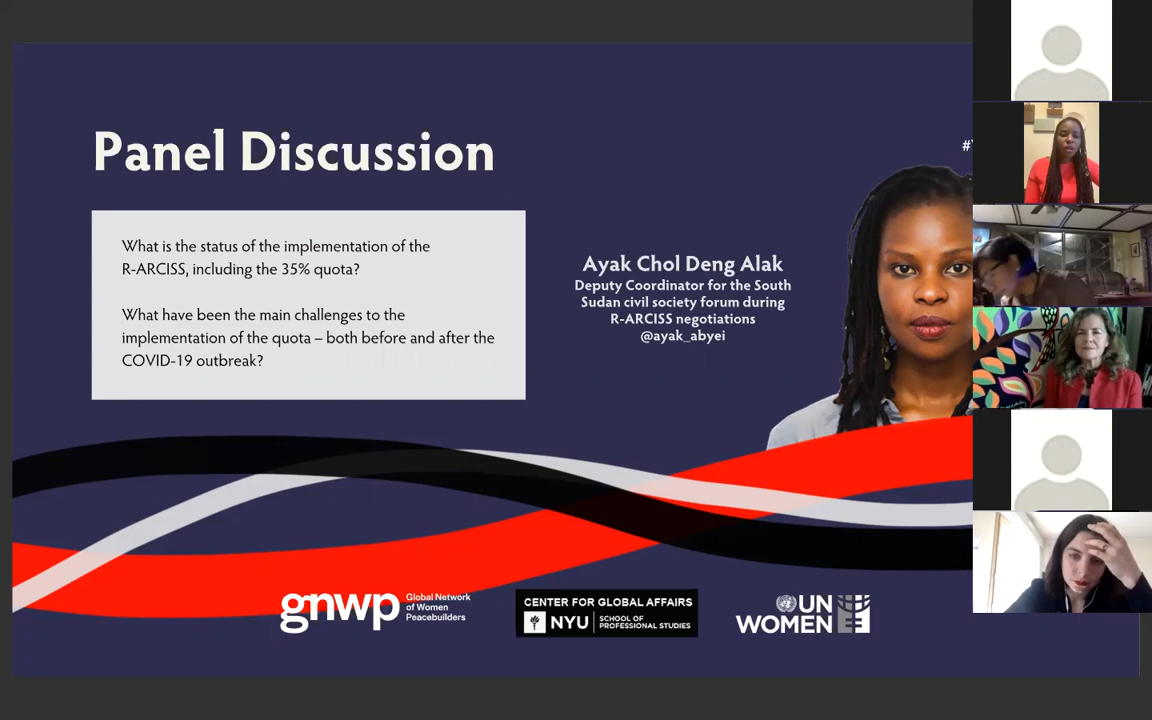 Panel Discussion
What is the status of the implementation of the
R-ARCISS, including the 35% quota?
What have been the main challenges to the
implementation of the quota – both before and after the
COVID-19 outbreak?
Ayak Chol Deng Alak
Deputy Coordinator for the South
Sudan civil society forum during
R-ARCISS negotiations
@ayak_abyei
gnwp
Global Network
of Women
Peacebuilders
CENTER FOR GLOBAL AFFAIRS
NYU
SCHOOL OF
PROFESSIONAL STUDIES
UN
WOMEN